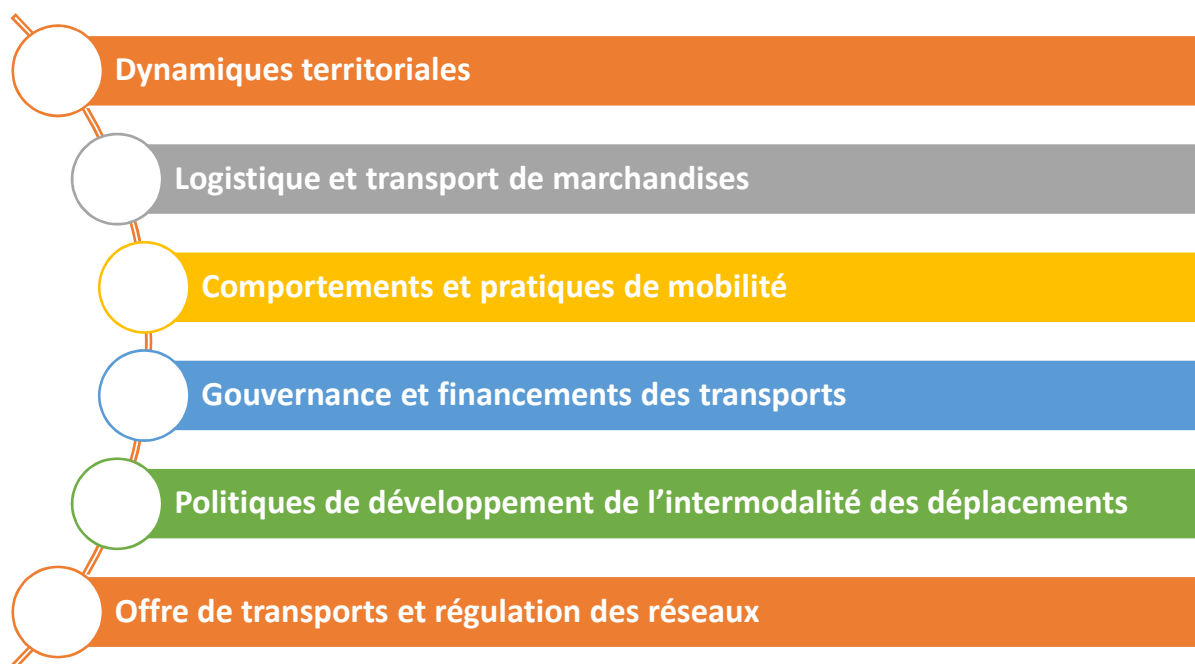 Dynamiques territoriales
Logistique et transport de marchandises
Comportements et pratiques de mobilité
Gouvernance et financements des transports
Politiques de développement de l’intermodalité des déplacements
Offre de transports et régulation des réseaux